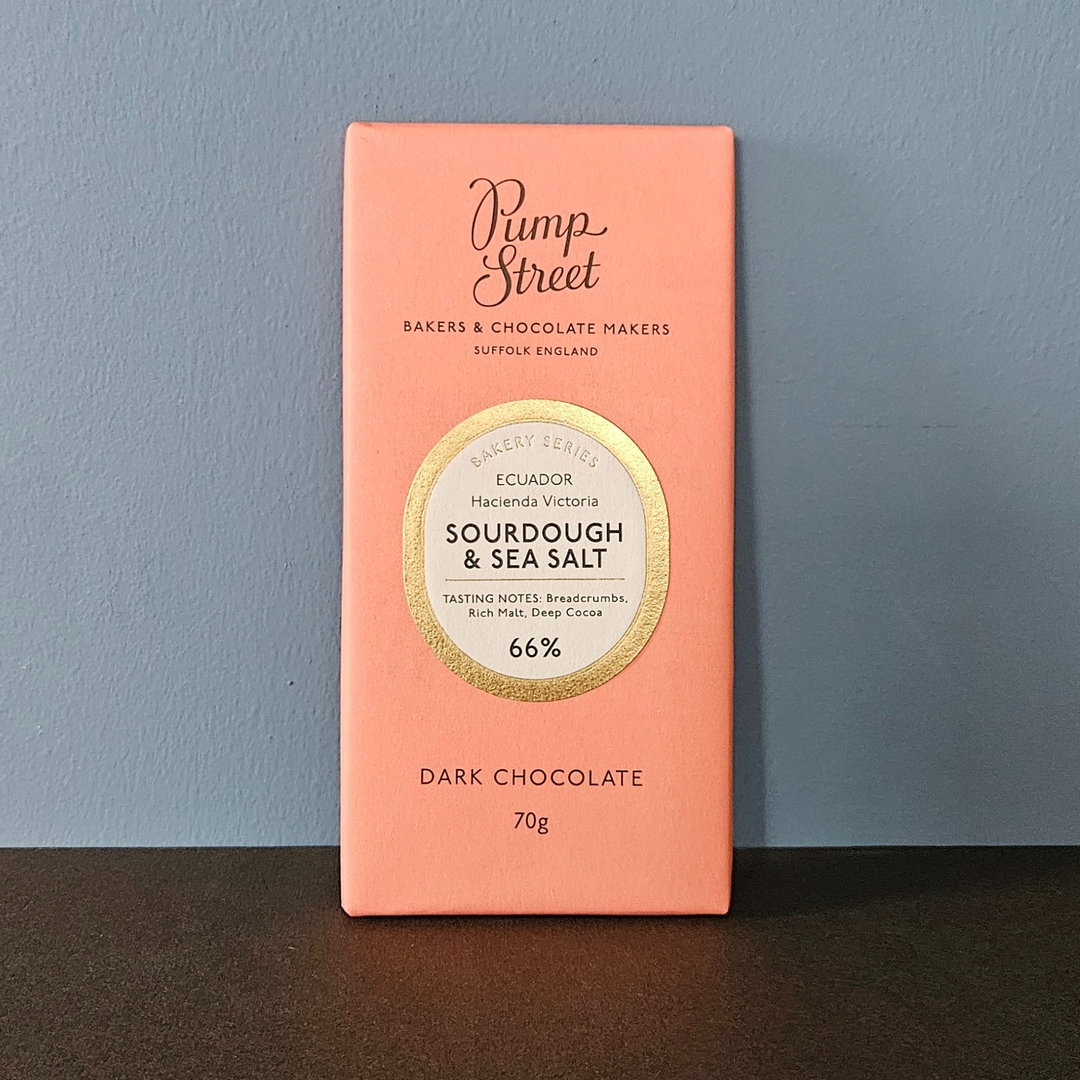 Pump
Street
BAKERS & CHOCOLATE MAKERS
SUFFOLK ENGLAND
BAKERY SERIES
ECUADOR
Hacienda Victoria
SOURDOUGH
& SEA SALT
TASTING NOTES: Breadcrumbs,
Rich Malt, Deep Cocoa
66%
DARK CHOCOLATE
70g